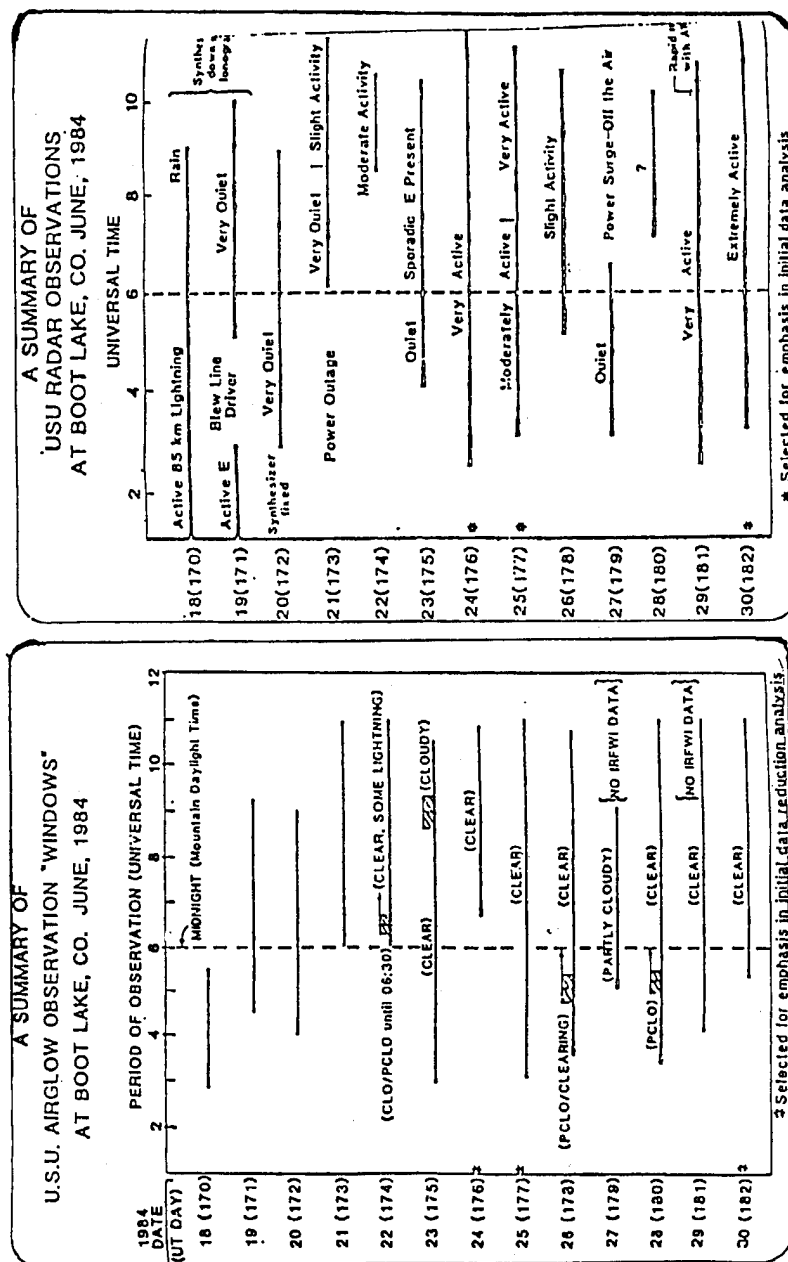 A SUMMARY OF
U.S.U. AIRGLOW OBSERVATION "WINDOWS"
AT BOOT LAKE, CO. JUNE, 1984
1984
DATE
(UT DAY)
PERIOD OF OBSERVATION (UNIVERSAL TIME)
2 4 6 8 10 12
MIDNIGHT (Mountain Daylight Time)
18 (170)
19 (171)
20 (172)
21 (173)
22 (174) (CLO/PCLO until 06:30) (CLEAR, SOME LIGHTNING)
23 (175) (CLEAR) (CLOUDY)
24 (176) * (CLEAR)
25 (177) * (CLEAR)
26 (178) (PCLO/CLEARING) (CLEAR)
27 (179) (PARTLY CLOUDY) {NO IRFWI DATA}
28 (180) (PCLO) (CLEAR)
29 (181) (CLEAR) {NO IRFWI DATA}
30 (182) * (CLEAR)
* Selected for emphasis in initial data reduction analysis
A SUMMARY OF
USU RADAR OBSERVATIONS
AT BOOT LAKE, CO. JUNE, 1984
UNIVERSAL TIME
2 4 6 8 10
18(170) Active 85 km Lightning Rain
Synthes
down
Ionogra
19(171) Active E Blew Line
Driver Very Quiet
20(172) Synthesizer
fixed Very Quiet
21(173) Power Outage Very Quiet | Slight Activity
22(174) Moderate Activity
23(175) Quiet Sporadic E Present
24(176) * Very Active
25(177) * Moderately Active | Very Active
26(178) Slight Activity
27(179) Quiet Power Surge-Off the Air
28(180) ?
29(181) Very Active Rapid
with
30(182) * Extremely Active
* Selected for emphasis in initial data analysis